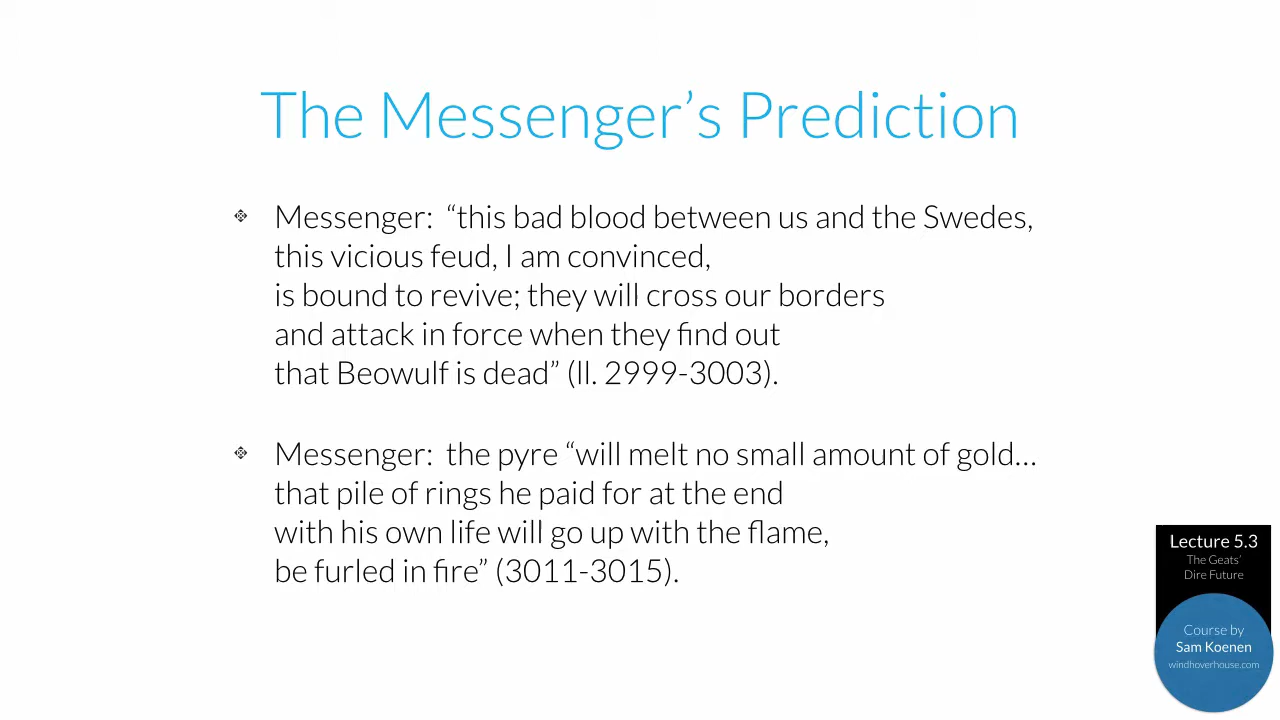 The Messenger’s Prediction
Messenger:  “this bad blood between us and the Swedes,
this vicious feud, I am convinced,
is bound to revive; they will cross our borders
and attack in force when they find out
that Beowulf is dead” (ll. 2999-3003).
Messenger:  the pyre “will melt no small amount of gold…
that pile of rings he paid for at the end
with his own life will go up with the flame,
be furled in fire” (3011-3015).
Lecture 5.3
The Geats’
Dire Future
Course by
Sam Koenen
windhoverhouse.com